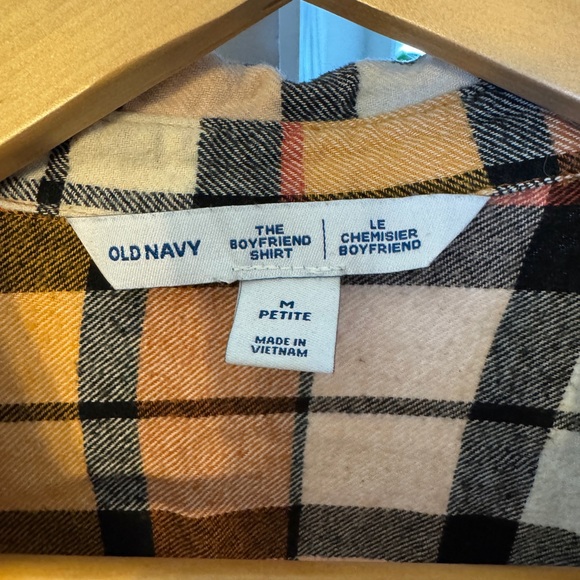 OLD NAVY
THE
BOYFRIEND
SHIRT
LE
CHEMISIER
BOYFRIEND
M
PETITE
MADE IN
VIETNAM